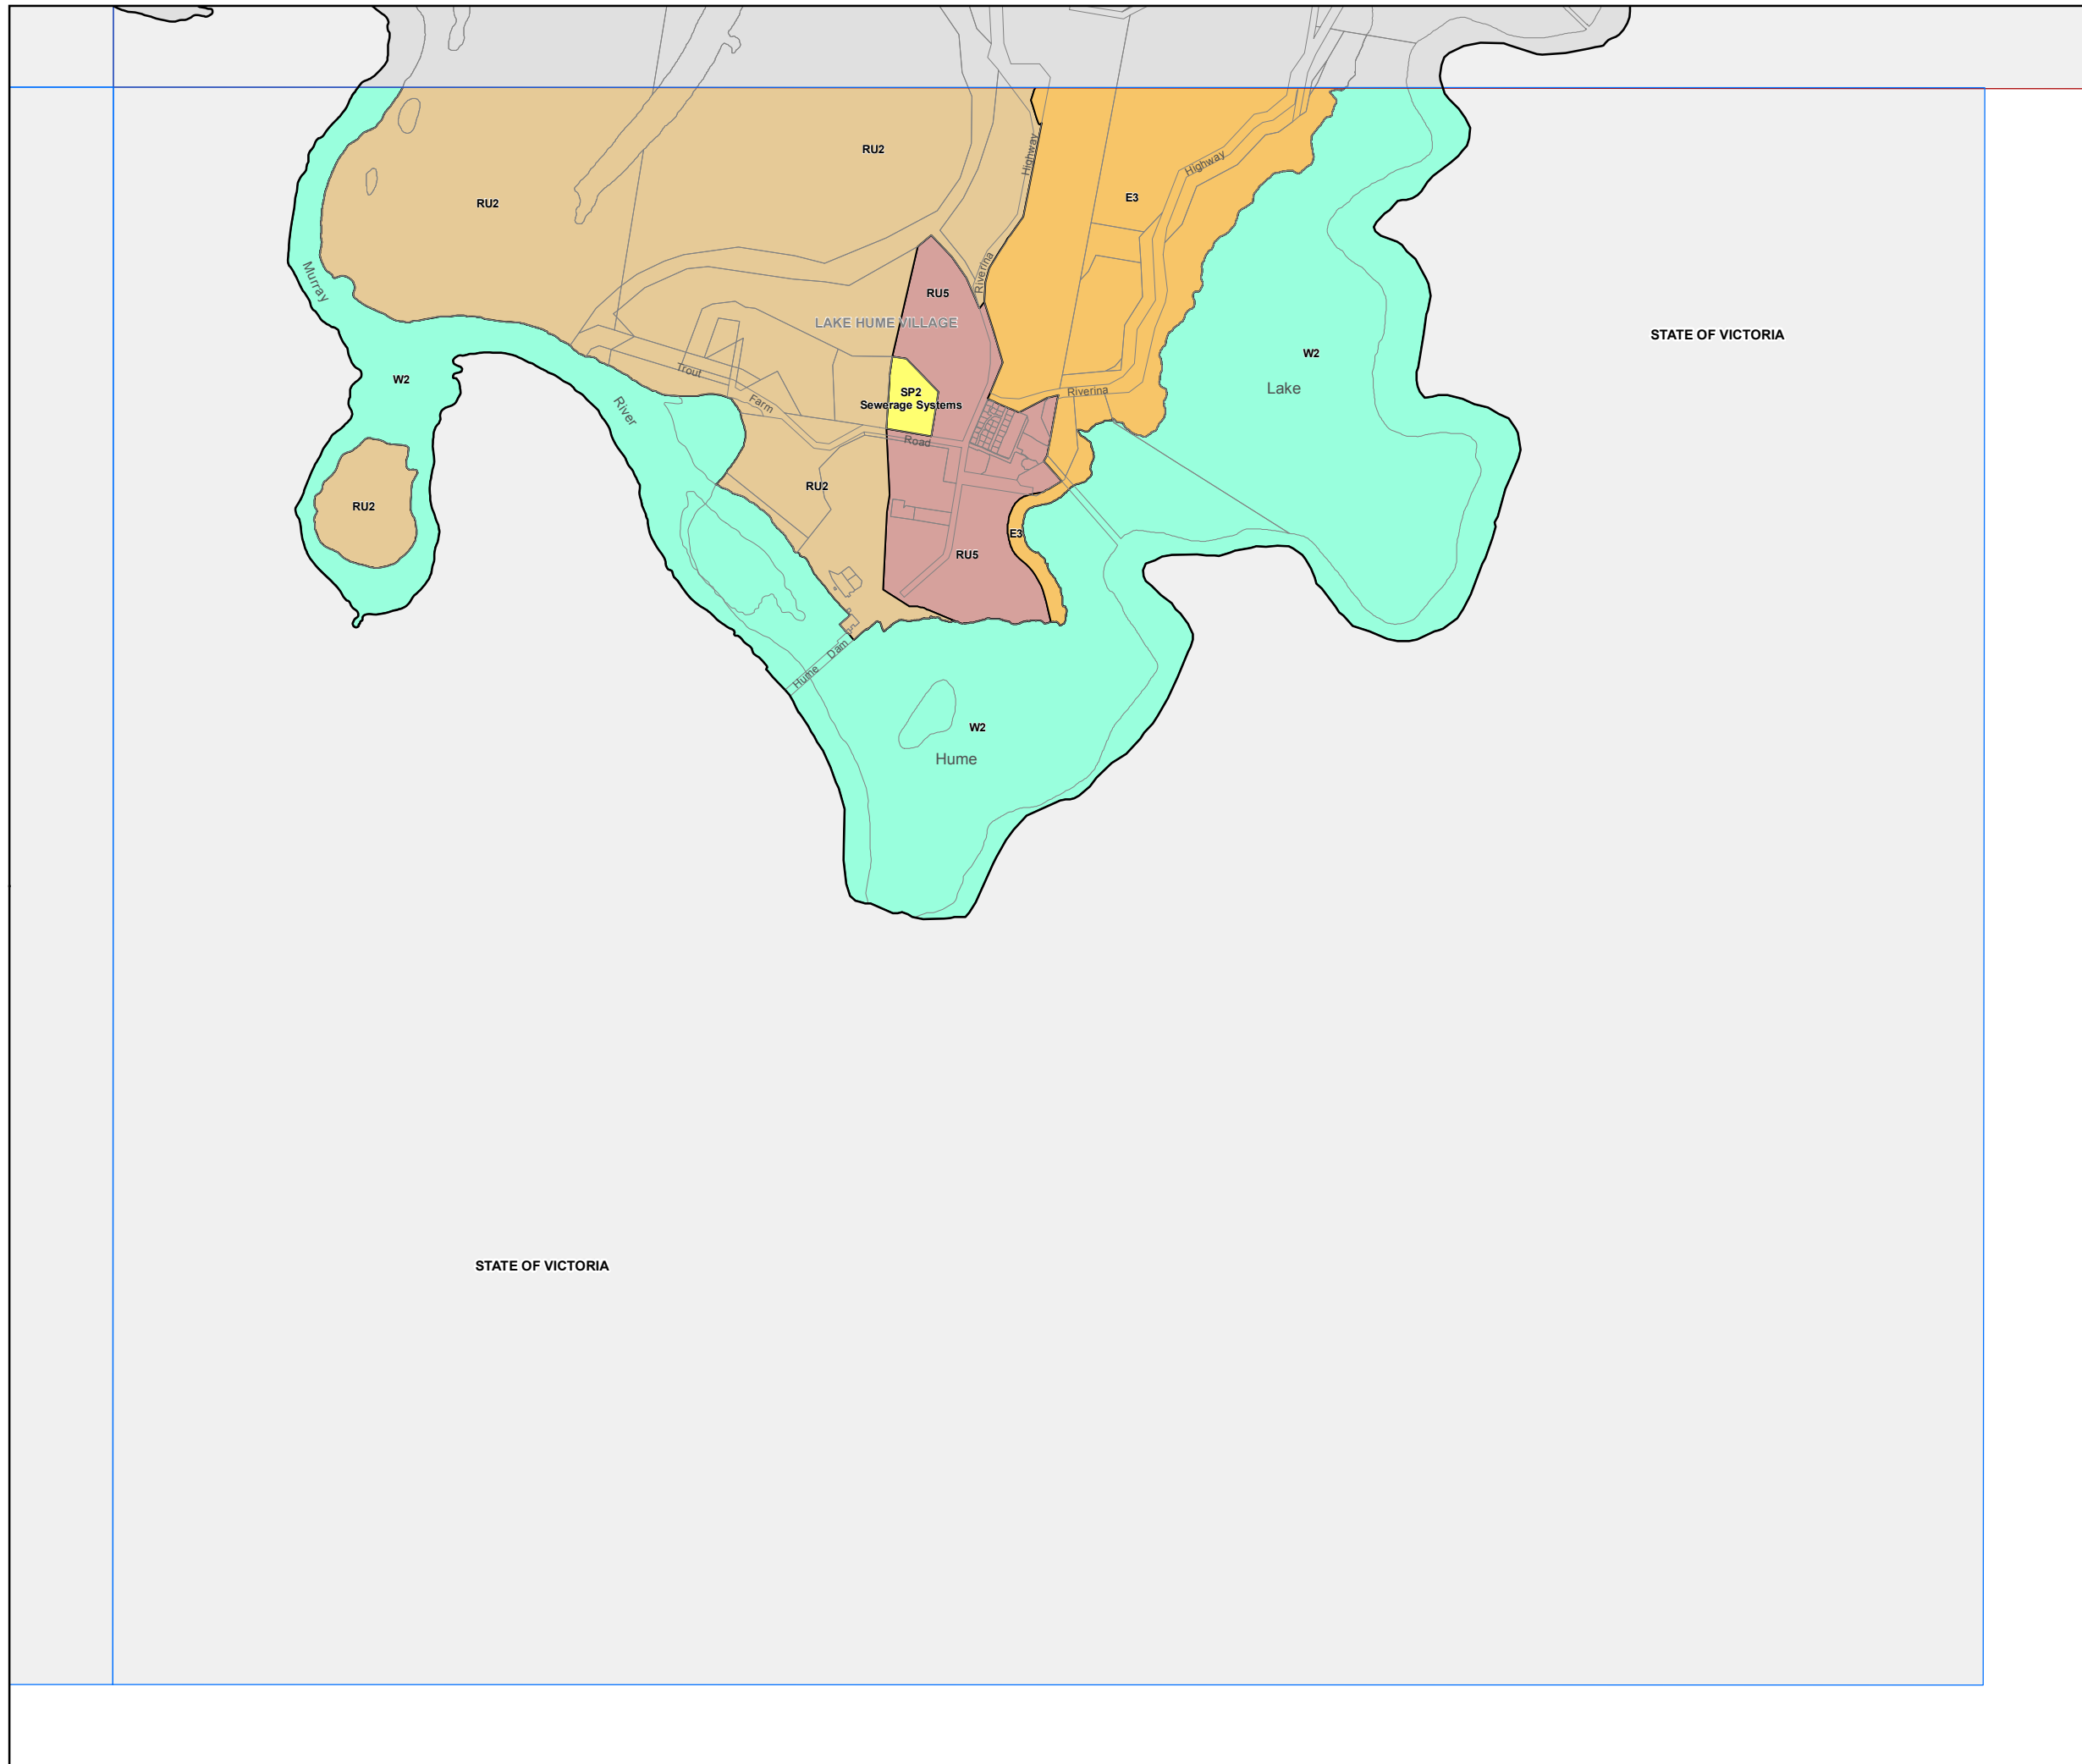 RU2
Highway
Highway
E3
RU2
Murray
Riverina
RU5
LAKE HUME VILLAGE
STATE OF VICTORIA
W2
Lake
Trout
W2
SP2
Sewerage Systems
Riverina
Farm
River
Road
RU2
RU2
E3
RU5
Dam
Hume
W2
Hume
STATE OF VICTORIA